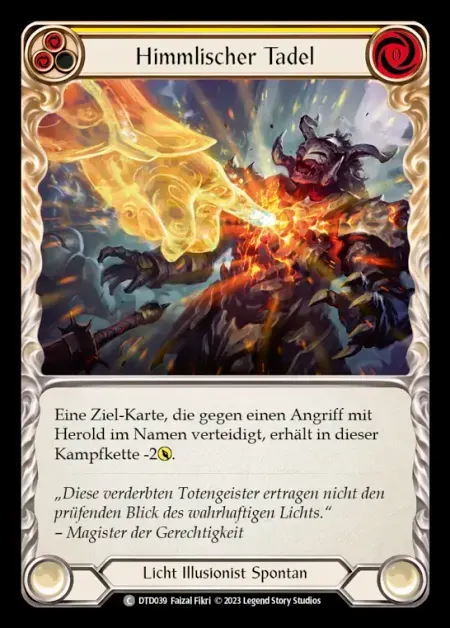 Himmlischer Tadel
Eine Ziel-Karte, die gegen einen Angriff mit
Herold im Namen verteidigt, erhält in dieser
Kampfkette -2.
„Diese verderbten Totengeister ertragen nicht den
prüfenden Blick des wahrhaftigen Lichts.“
– Magister der Gerechtigkeit
Licht Illusionist Spontan
C DTD039 Faizal Fikri © 2023 Legend Story Studios